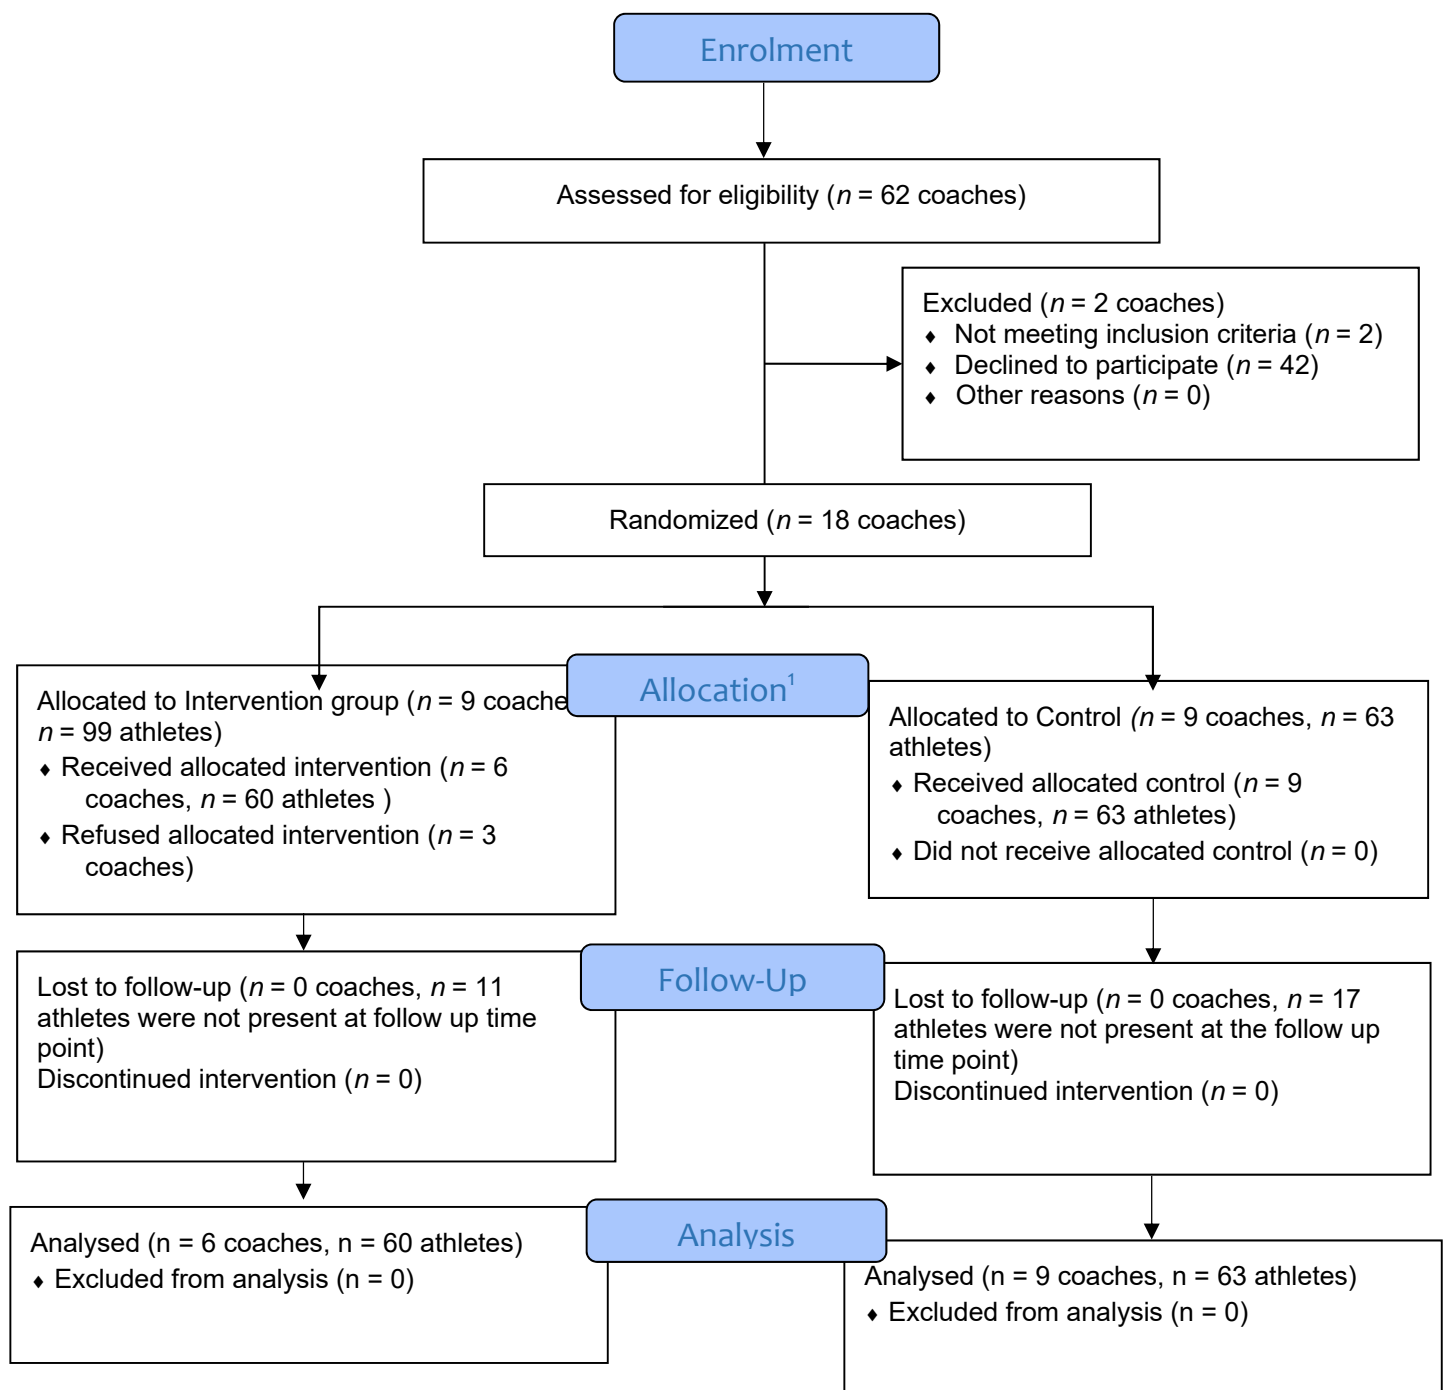 Enrolment
Assessed for eligibility (n = 62 coaches)
Excluded (n = 2 coaches)
♦ Not meeting inclusion criteria (n = 2)
♦ Declined to participate (n = 42)
♦ Other reasons (n = 0)
Randomized (n = 18 coaches)
Allocation¹
Allocated to Intervention group (n = 9 coache
n = 99 athletes)
♦ Received allocated intervention (n = 6
coaches, n = 60 athletes )
♦ Refused allocated intervention (n = 3
coaches)
Allocated to Control (n = 9 coaches, n = 63
athletes)
♦ Received allocated control (n = 9
coaches, n = 63 athletes)
♦ Did not receive allocated control (n = 0)
Follow-Up
Lost to follow-up (n = 0 coaches, n = 11
athletes were not present at follow up time
point)
Discontinued intervention (n = 0)
Lost to follow-up (n = 0 coaches, n = 17
athletes were not present at the follow up
time point)
Discontinued intervention (n = 0)
Analysis
Analysed (n = 6 coaches, n = 60 athletes)
♦ Excluded from analysis (n = 0)
Analysed (n = 9 coaches, n = 63 athletes)
♦ Excluded from analysis (n = 0)